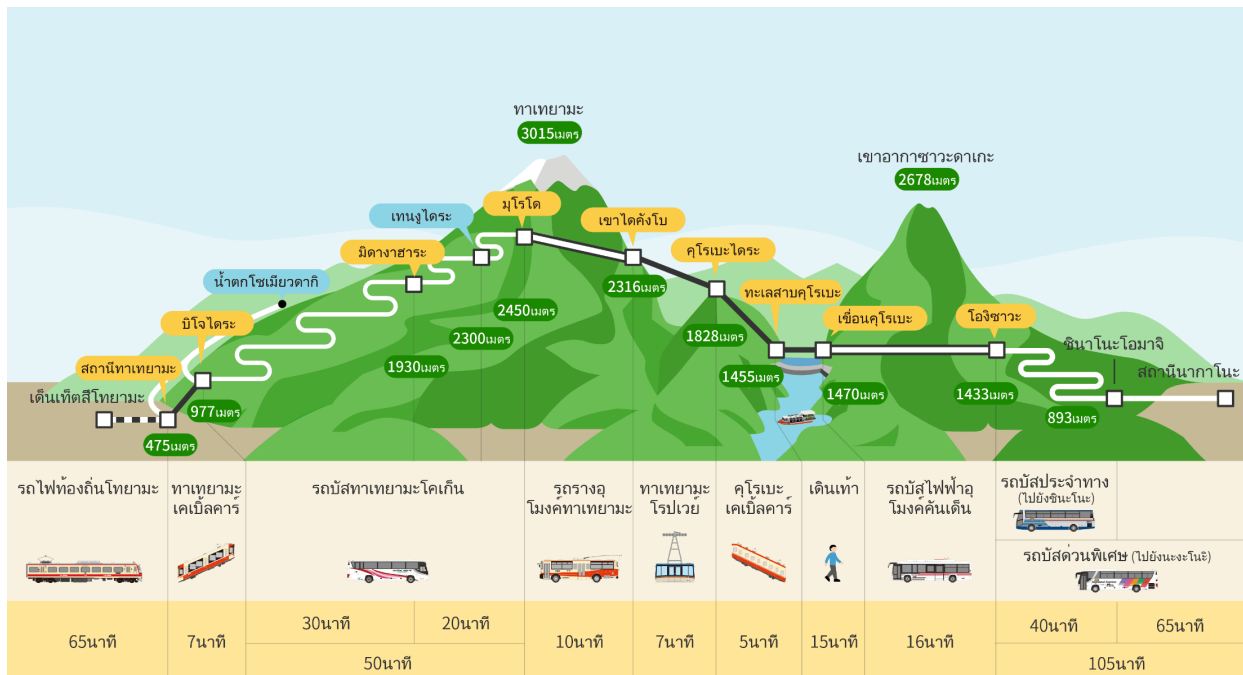 ทาเทยามะ
3015เมตร
เขาอากาซาวะดาเกะ
2678เมตร
มุโรโด
เทนงูไดระ
เขาไดคังโบ
มิดางาฮาระ
คุโรเบะไดระ
น้ำตกโชเมียวดากิ
2316เมตร
ทะเลสาบคุโรเบะ
2450เมตร
เขื่อนคุโรเบะ
โองิซาวะ
บิโจไดระ
2300เมตร
1828เมตร
ชินาโนะโอมาจิ
สถานีทาเทยามะ
1930เมตร
1455เมตร
สถานีนากาโนะ
เด็นเท็ตสึโทยามะ
1470เมตร
1433เมตร
977เมตร
893เมตร
475เมตร
รถไฟท้องถิ่นโทยามะ
ทาเทยามะ
เคเบิ้ลคาร์
รถบัสทาเทยามะโคเก็น
รถรางอุ
โมงค์ทาเทยามะ
ทาเทยามะ
โรปเวย์
คุโรเบะ
เคเบิ้ลคาร์
เดินเท้า
รถบัสไฟฟ้าอุ
โมงค์คันเด็น
รถบัสประจำทาง
(ไปยังชินะโนะ)
รถบัสด่วนพิเศษ (ไปยังนะงะโนะ)
65นาที
7นาที
30นาที
20นาที
50นาที
10นาที
7นาที
5นาที
15นาที
16นาที
40นาที
65นาที
105นาที